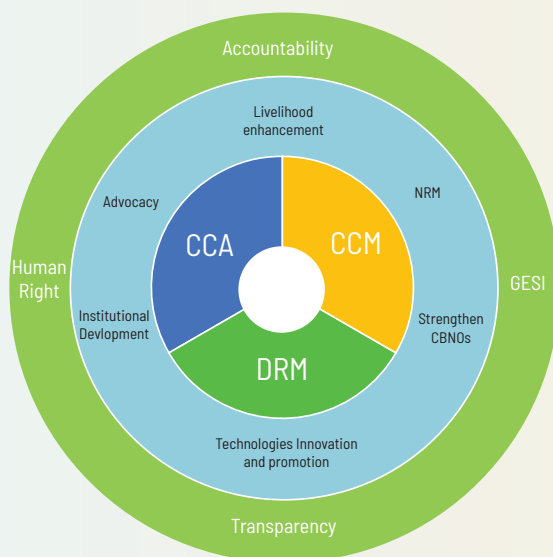 Accountability
Livelihood
enhancement
Advocacy
NRM
CCA
CCM
Human
Right
GESI
Institutional
Devlopment
Strengthen
CBNOs
DRM
Technologies Innovation
and promotion
Transparency